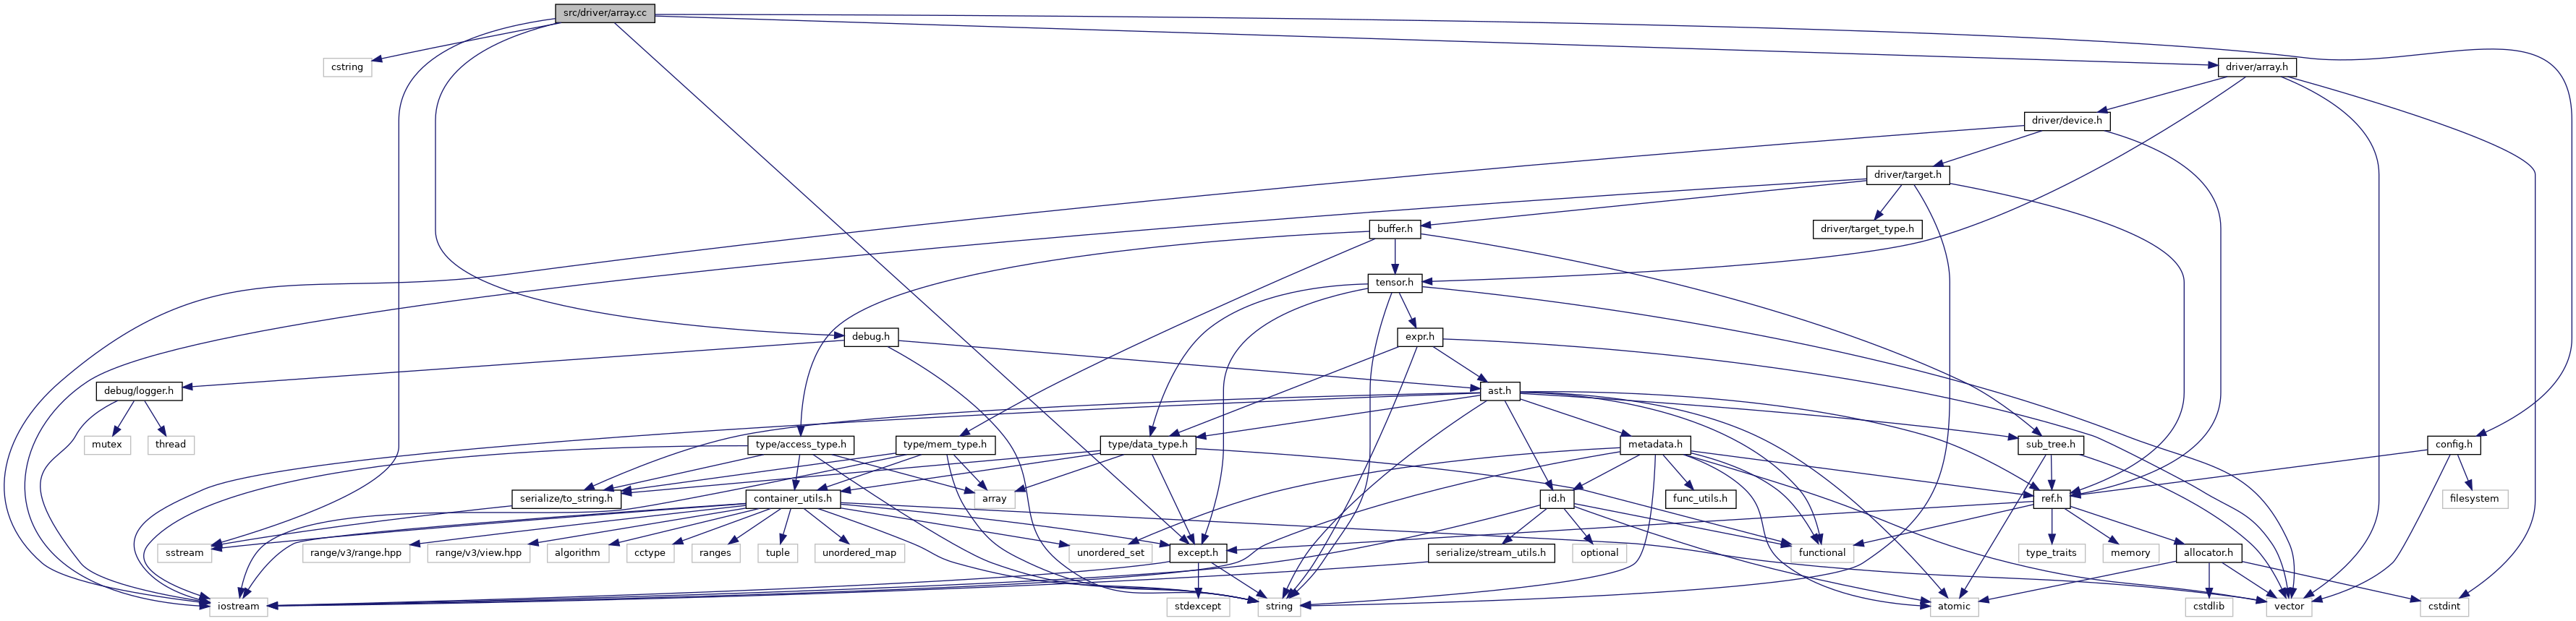 src/driver/array.cc
cstring
driver/array.h
driver/device.h
driver/target.h
buffer.h
driver/target_type.h
tensor.h
debug.h
expr.h
debug/logger.h
ast.h
mutex
thread
type/access_type.h
type/mem_type.h
type/data_type.h
metadata.h
sub_tree.h
config.h
serialize/to_string.h
container_utils.h
array
func_utils.h
id.h
ref.h
filesystem
sstream
range/v3/range.hpp
range/v3/view.hpp
algorithm
cctype
ranges
tuple
unordered_map
unordered_set
except.h
serialize/stream_utils.h
optional
functional
type_traits
memory
allocator.h
iostream
stdexcept
string
atomic
cstdlib
vector
cstdint